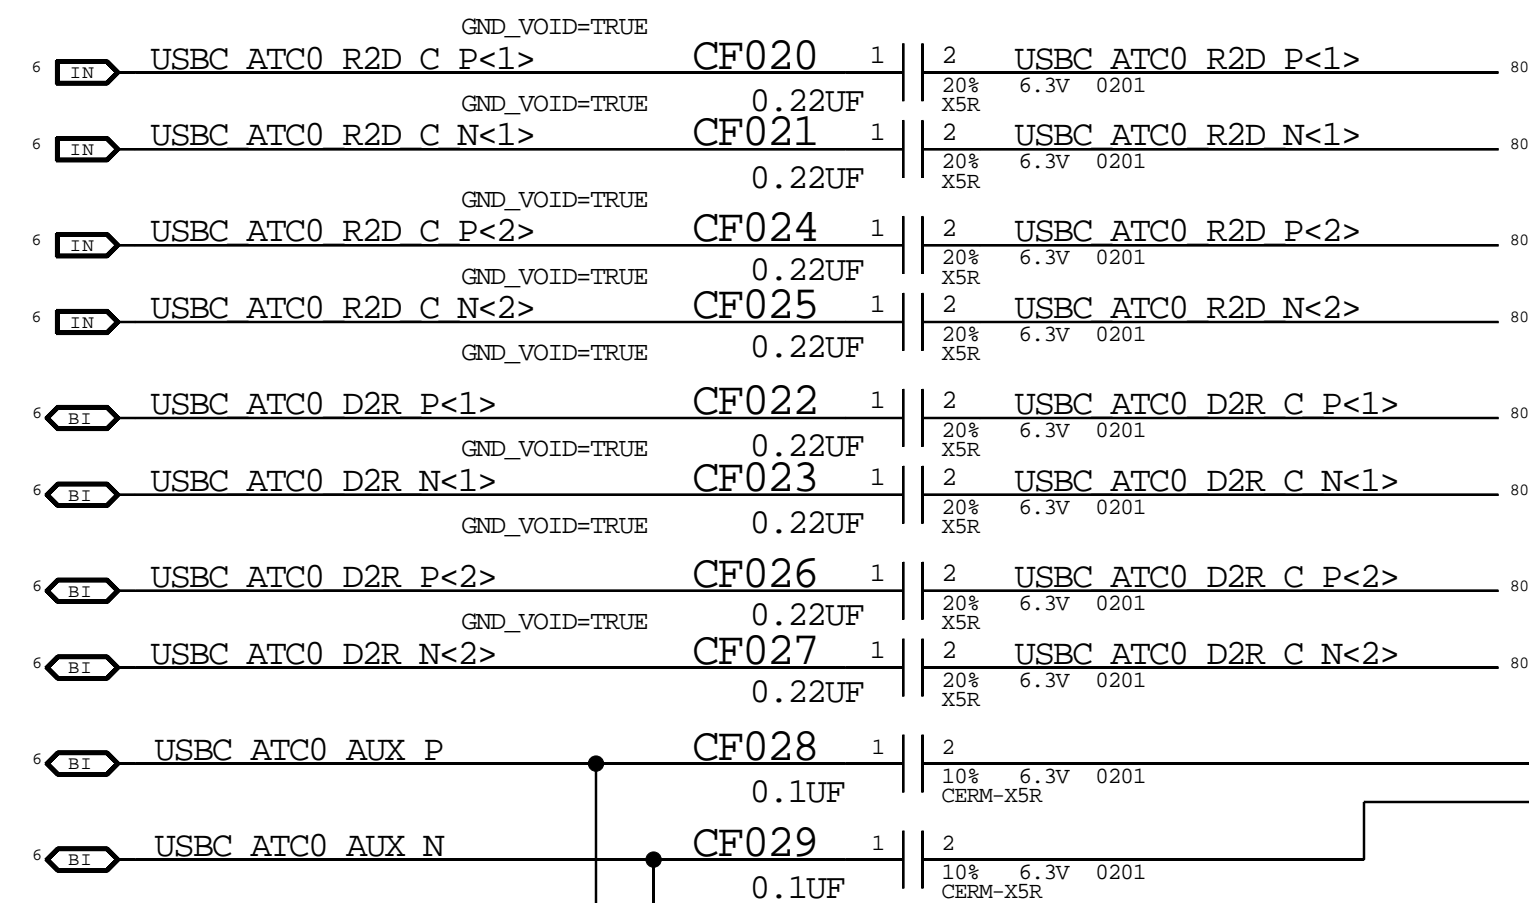 GND_VOID=TRUE
6 IN USBC_ATC0_R2D_C_P<1> CF020 1 2 USBC_ATC0_R2D_P<1> 80
20% 6.3V 0201
GND_VOID=TRUE 0.22UF X5R
6 IN USBC_ATC0_R2D_C_N<1> CF021 1 2 USBC_ATC0_R2D_N<1> 80
20% 6.3V 0201
0.22UF X5R
GND_VOID=TRUE
6 IN USBC_ATC0_R2D_C_P<2> CF024 1 2 USBC_ATC0_R2D_P<2> 80
20% 6.3V 0201
GND_VOID=TRUE 0.22UF X5R
6 IN USBC_ATC0_R2D_C_N<2> CF025 1 2 USBC_ATC0_R2D_N<2> 80
20% 6.3V 0201
GND_VOID=TRUE 0.22UF X5R
6 BI USBC_ATC0_D2R_P<1> CF022 1 2 USBC_ATC0_D2R_C_P<1> 80
20% 6.3V 0201
GND_VOID=TRUE 0.22UF X5R
6 BI USBC_ATC0_D2R_N<1> CF023 1 2 USBC_ATC0_D2R_C_N<1> 80
20% 6.3V 0201
GND_VOID=TRUE 0.22UF X5R
6 BI USBC_ATC0_D2R_P<2> CF026 1 2 USBC_ATC0_D2R_C_P<2> 80
20% 6.3V 0201
GND_VOID=TRUE 0.22UF X5R
6 BI USBC_ATC0_D2R_N<2> CF027 1 2 USBC_ATC0_D2R_C_N<2> 80
20% 6.3V 0201
0.22UF X5R
6 BI USBC_ATC0_AUX_P CF028 1 2
10% 6.3V 0201
0.1UF CERM-X5R
6 BI USBC_ATC0_AUX_N CF029 1 2
10% 6.3V 0201
0.1UF CERM-X5R